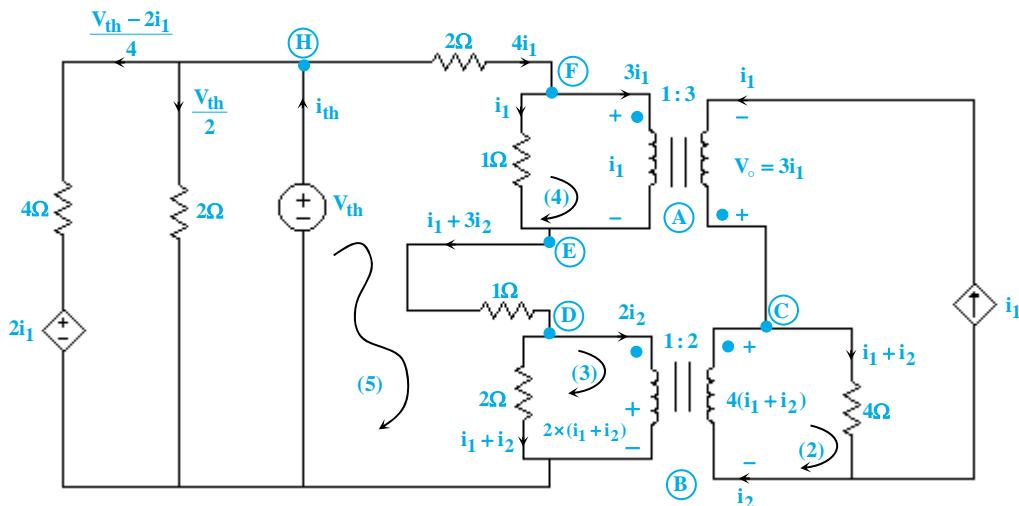 (V_th − 2i_1)/4
H
2Ω
4i_1
F
3i_1
1 : 3
i_1
V_th/2
i_th
i_1
+
−
1Ω
i_1
V_o = 3i_1
4Ω
2Ω
+
−
V_th
(4)
−
A
+
i_1 + 3i_2
E
1Ω
D
2i_2
1 : 2
C
2i_1
+
−
i_1
(5)
2Ω
(3)
+
+
i_1 + i_2
4(i_1 + i_2)
4Ω
i_1 + i_2
2×(i_1 + i_2)
−
(2)
−
B
i_2